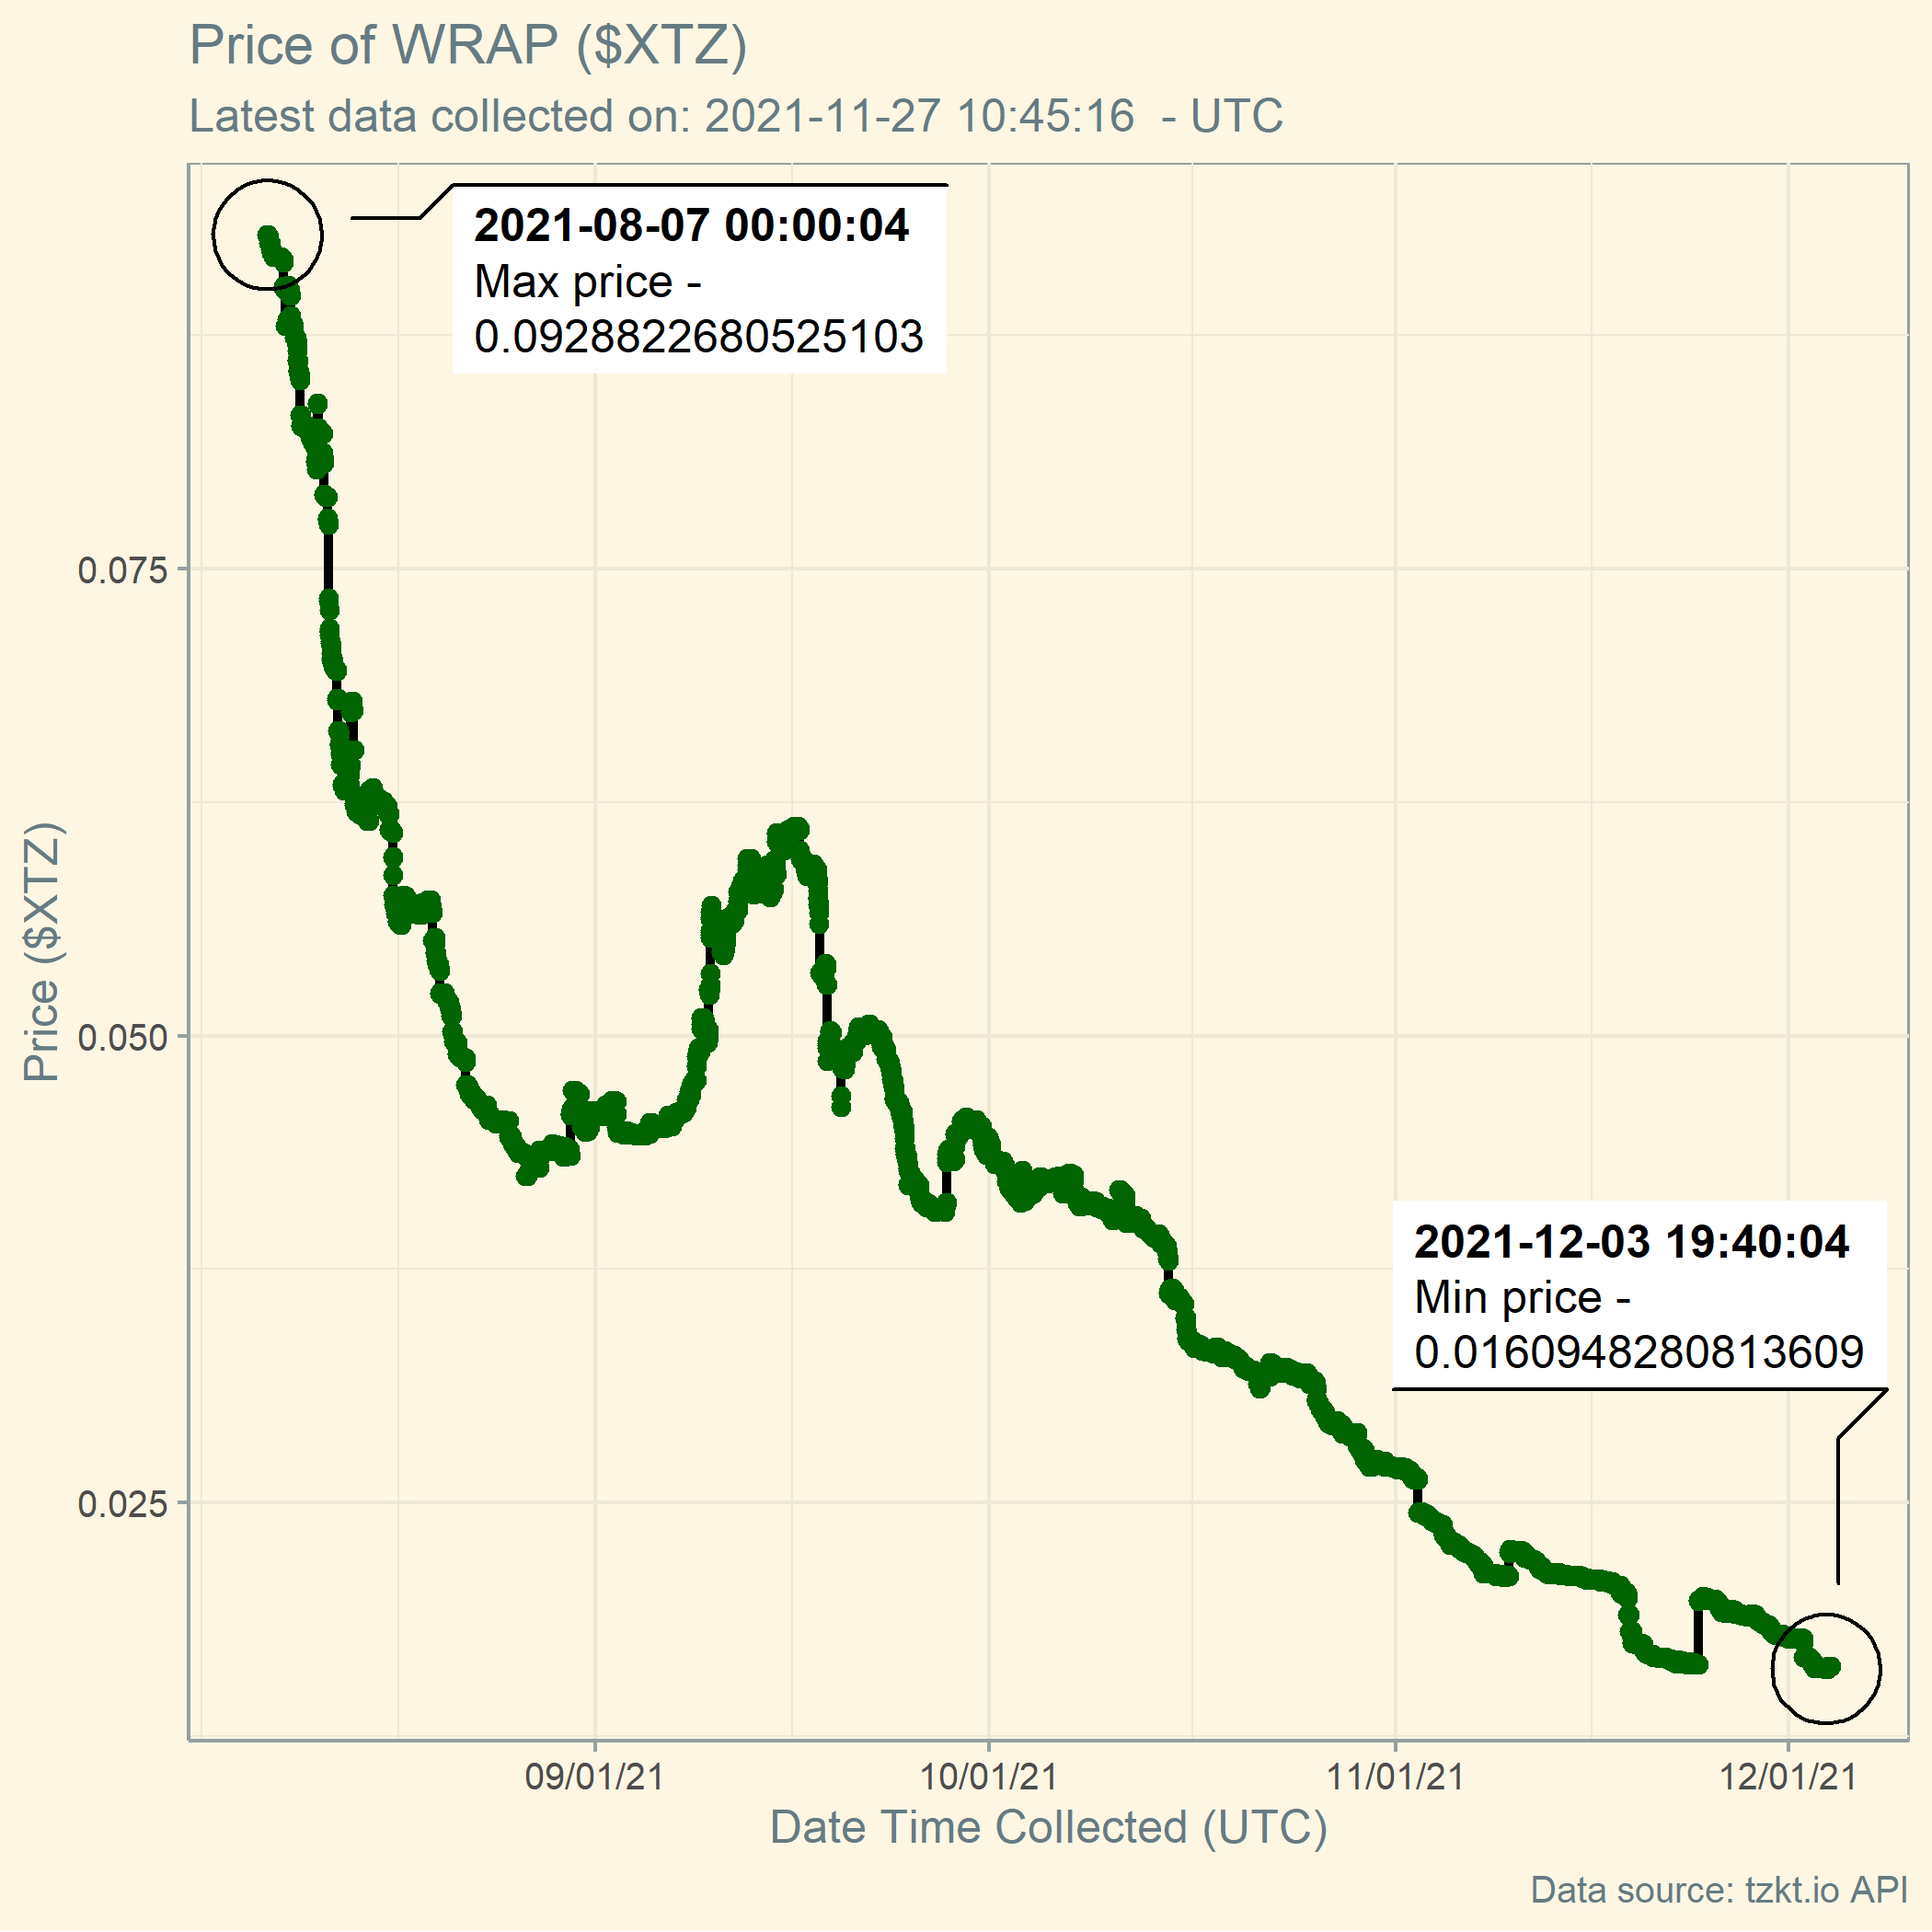 Price of WRAP ($XTZ)
Latest data collected on: 2021-11-27 10:45:16  - UTC
2021-08-07 00:00:04
Max price -
0.0928822680525103
0.075
Price ($XTZ)
0.050
2021-12-03 19:40:04
Min price -
0.0160948280813609
0.025
09/01/21
10/01/21
11/01/21
12/01/21
Date Time Collected (UTC)
Data source: tzkt.io API